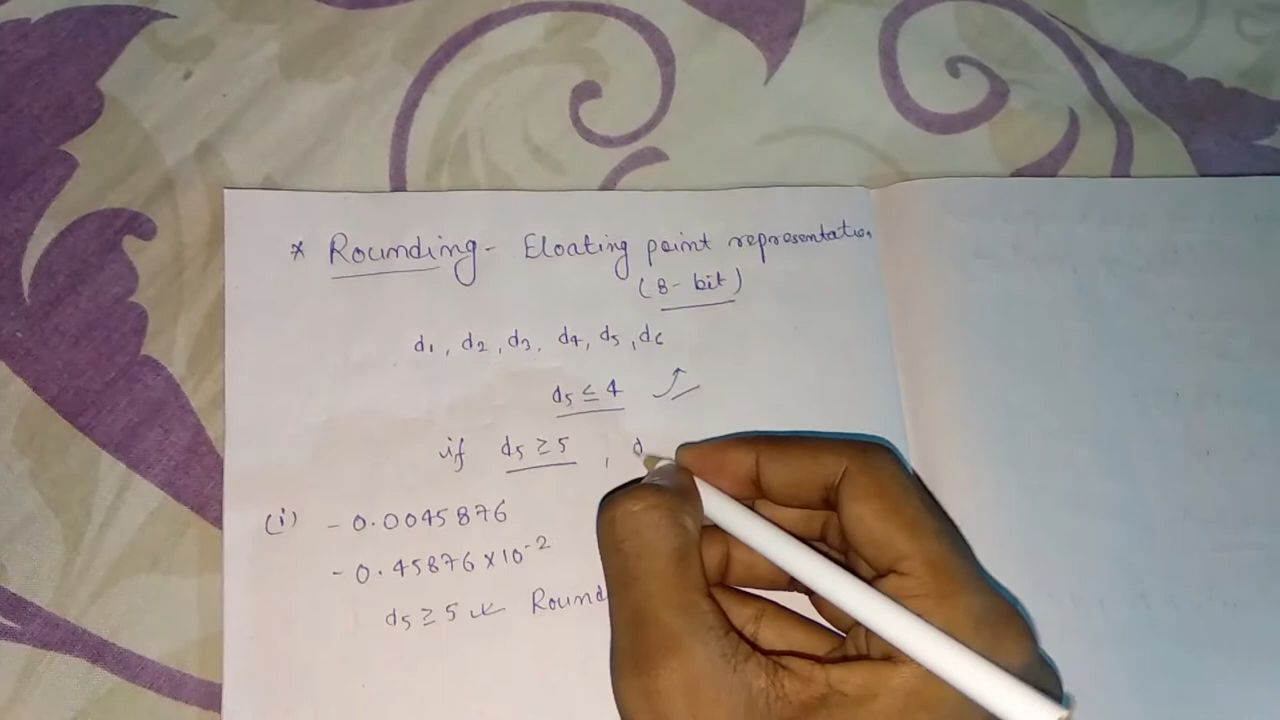 * Rounding - Eloating point representation
(8-bit)
d1, d2, d3, d4, d5, d6
d5 ≤ 4
if d5 ≥ 5, d
(i) - 0.0045876
- 0.45876 x 10^-2
d5 ≥ 5 Round